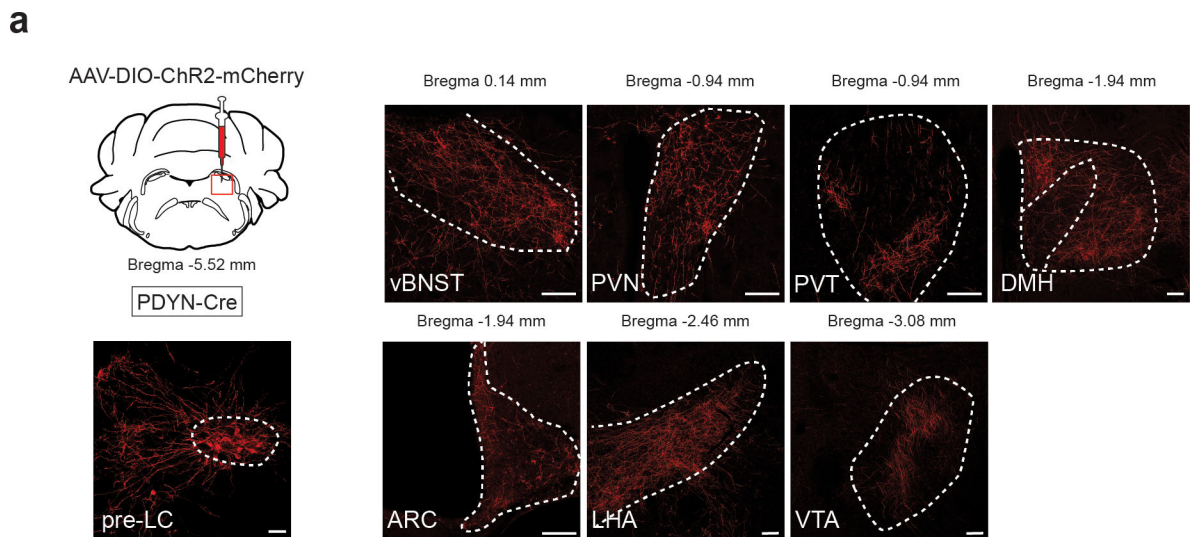 a
AAV-DIO-ChR2-mCherry
Bregma -5.52 mm
PDYN-Cre
pre-LC
Bregma 0.14 mm
Bregma -0.94 mm
Bregma -0.94 mm
Bregma -1.94 mm
vBNST
PVN
PVT
DMH
Bregma -1.94 mm
Bregma -2.46 mm
Bregma -3.08 mm
ARC
LHA
VTA